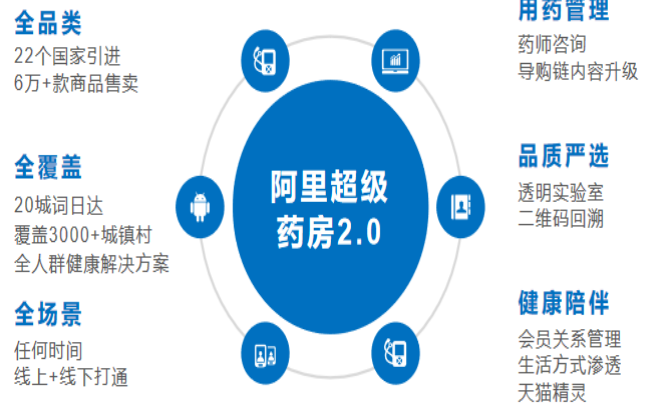 全品类
22个国家引进
6万+款商品售卖
全覆盖
20城词日达
覆盖3000+城镇村
全人群健康解决方案
全场景
任何时间
线上+线下打通
阿里超级
药房2.0
用药管理
药师咨询
导购链内容升级
品质严选
透明实验室
二维码回溯
健康陪伴
会员关系管理
生活方式渗透
天猫精灵